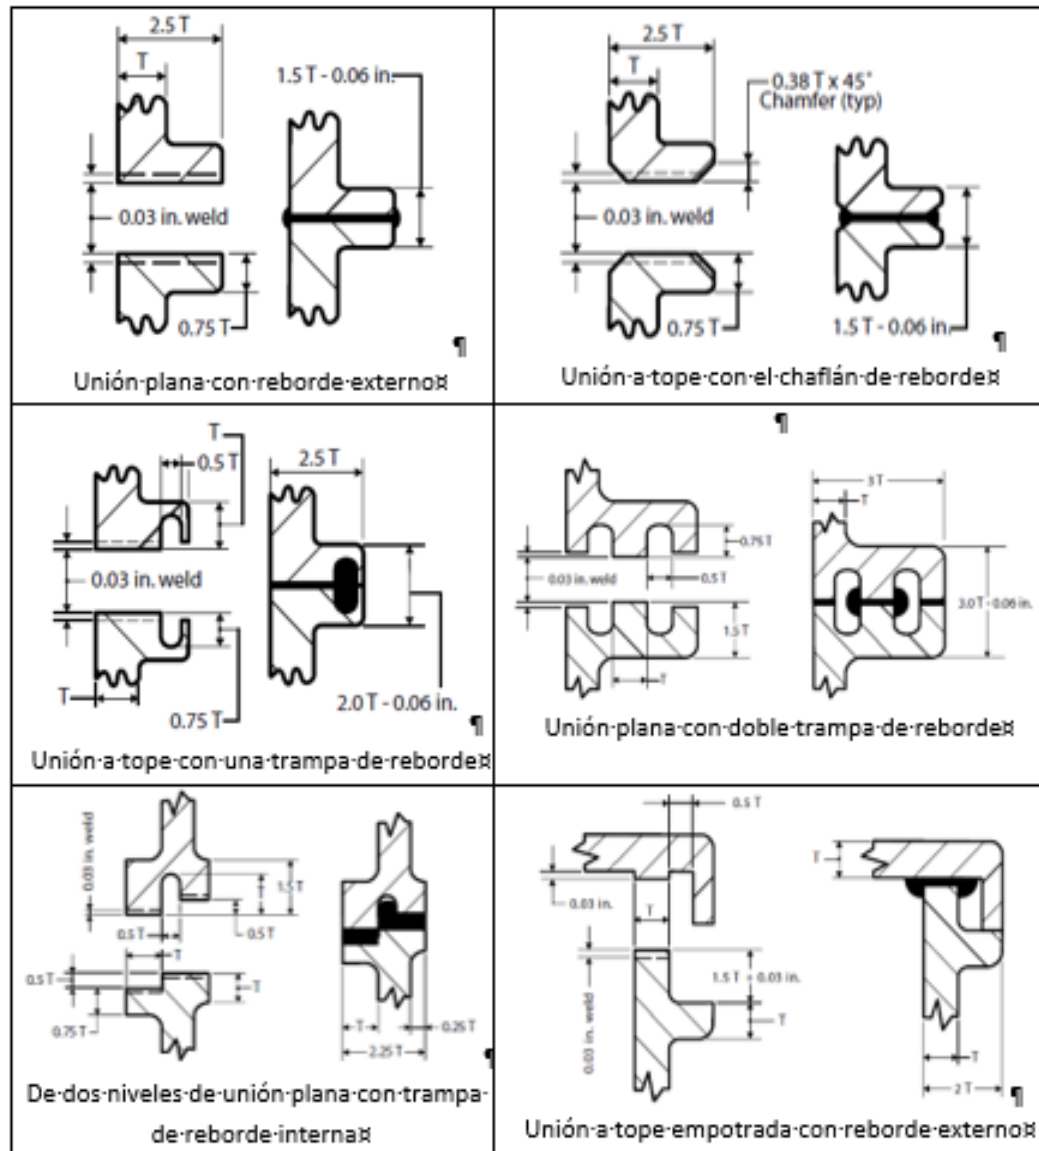 2.5 T
T
1.5 T - 0.06 in.
0.03 in. weld
0.75 T
¶
Unión·plana·con·reborde·externo¤
2.5 T
T
0.38 T x 45°
Chamfer (typ)
0.03 in. weld
0.75 T
1.5 T - 0.06 in.
¶
Unión·a·tope·con·el·chaflán·de·reborde¤
T
0.5 T
2.5 T
0.03 in. weld
T
0.75 T
2.0 T - 0.06 in.
¶
Unión·a·tope·con·una·trampa·de·reborde¤
¶
3 T
T
0.75 T
0.03 in. weld
0.5 T
1.5 T
3.0 T - 0.06 in.
T
Unión·plana·con·doble·trampa·de·reborde¤
0.03 in. weld
T
1.5 T
0.5 T
0.5 T
T
0.5 T
T
0.75 T
T
0.25 T
2.25 T
¶
De·dos·niveles·de·unión·plana·con·trampa·
de·reborde·interna¤
0.5 T
T
0.03 in.
T
1.5 T - 0.03 in.
T
0.03 in. weld
T
2 T
¶
Unión·a·tope·empotrada·con·reborde·externo¤